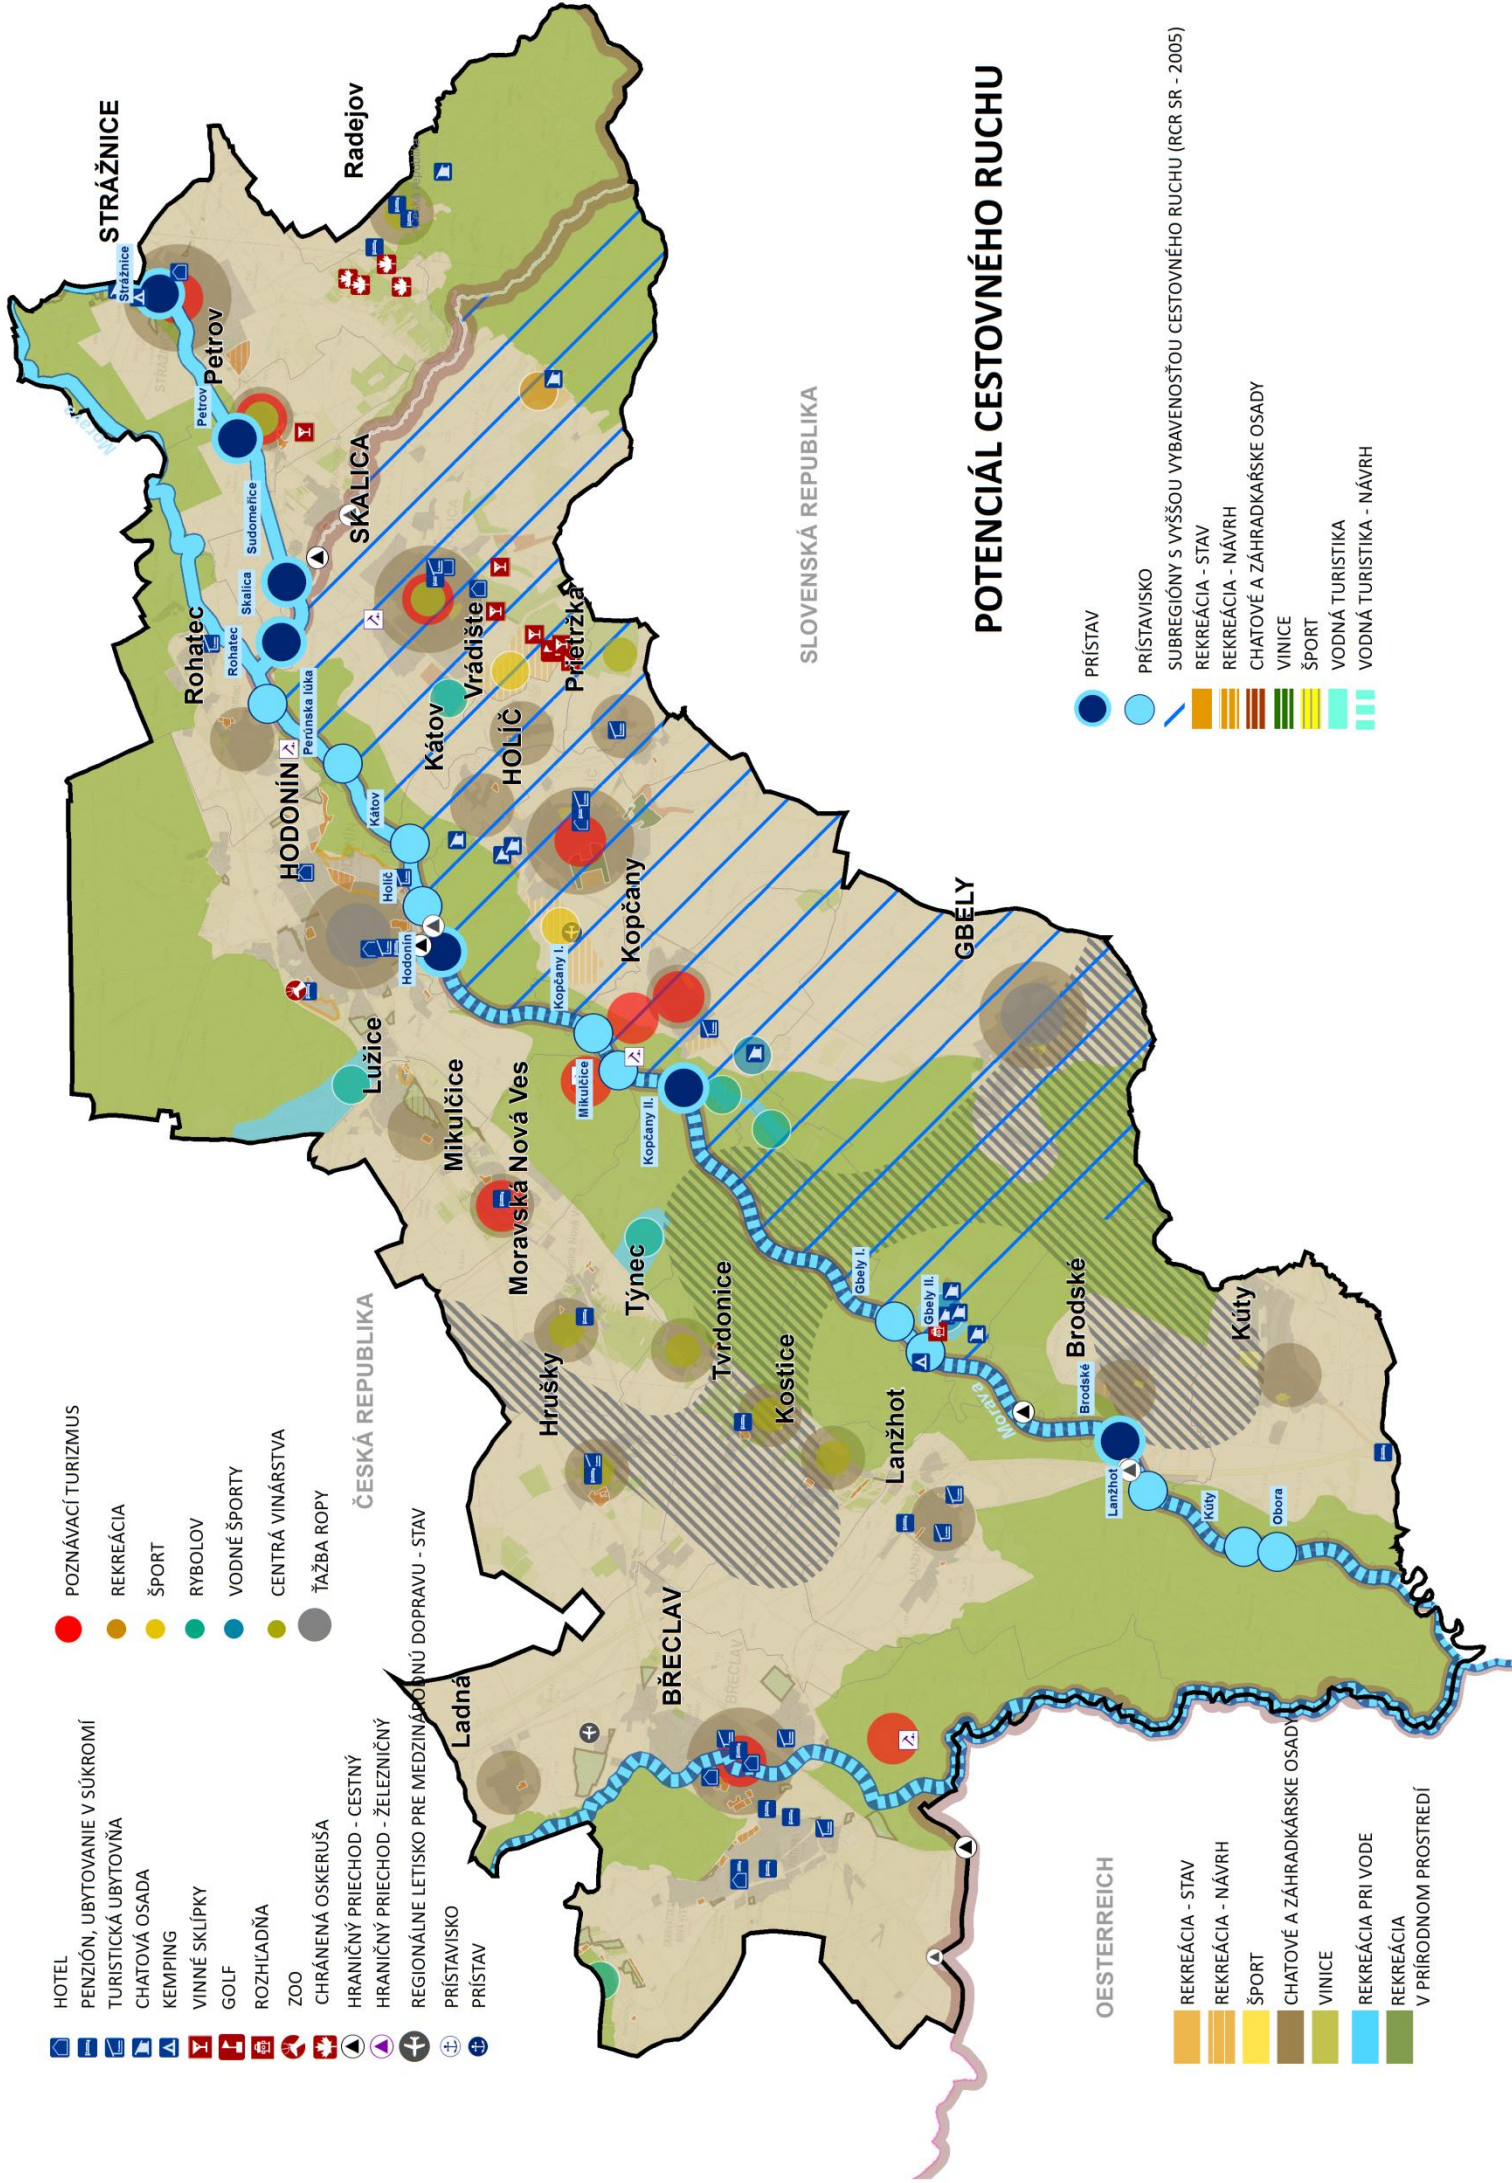 POTENCIÁL CESTOVNÉHO RUCHU
HOTEL
PENZIÓN, UBYTOVANIE V SÚKROMÍ
TURISTICKÁ UBYTOVŇA
CHATOVÁ OSADA
KEMPING
VINNÉ SKLÍPKY
GOLF
ROZHĽADŇA
ZOO
CHRÁNENÁ OSKERUŠA
HRANIČNÝ PRIECHOD - CESTNÝ
HRANIČNÝ PRIECHOD - ŽELEZNIČNÝ
REGIONÁLNE LETISKO PRE MEDZINÁRODNÚ DOPRAVU - STAV
PRÍSTAVISKO
PRÍSTAV
POZNÁVACÍ TURIZMUS
REKREÁCIA
ŠPORT
RYBOLOV
VODNÉ ŠPORTY
CENTRÁ VINÁRSTVA
ŤAŽBA ROPY
ČESKÁ REPUBLIKA
SLOVENSKÁ REPUBLIKA
OESTERREICH
Ladná
BŘECLAV
BŘECLAV
Hrušky
Týnec
Tvrdonice
Kostice
Lanžhot
Moravská Nová Ves
Mikulčice
Lužice
HODONÍN
Rohatec
Petrov
STRÁŽNICE
Radejov
SKALICA
Vrádište
Prietržka
Kátov
HOLÍČ
Kopčany
GBELY
Brodské
Kúty
Strážnice
Petrov
Sudoměřice
Skalica
Rohatec
Perúnska lúka
Kátov
Holíč
Hodonín
Kopčany I.
Mikulčice
Kopčany II.
Gbely I.
Gbely II.
Brodské
Lanžhot
Kúty
Obora
Morava
Morava
REKREÁCIA - STAV
REKREÁCIA - NÁVRH
ŠPORT
CHATOVÉ A ZÁHRADKÁRSKE OSADY
VINICE
REKREÁCIA PRI VODE
REKREÁCIA
V PRÍRODNOM PROSTREDÍ
PRÍSTAV
PRÍSTAVISKO
SUBREGIÓNY S VYŠŠOU VYBAVENOSŤOU CESTOVNÉHO RUCHU (RCR SR - 2005)
REKREÁCIA - STAV
REKREÁCIA - NÁVRH
CHATOVÉ A ZÁHRADKAŘSKE OSADY
VINICE
ŠPORT
VODNÁ TURISTIKA
VODNÁ TURISTIKA - NÁVRH